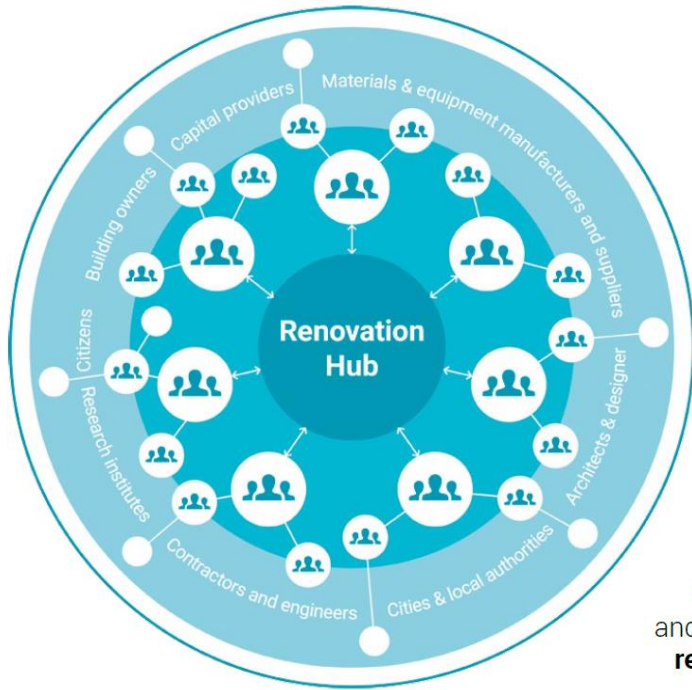 Capital providers
Materials & equipment manufacturers and suppliers
Building owners
Citizens
Renovation
Hub
Research institutes
Architects & designer
Contractors and engineers
Cities & local authorities
and
re